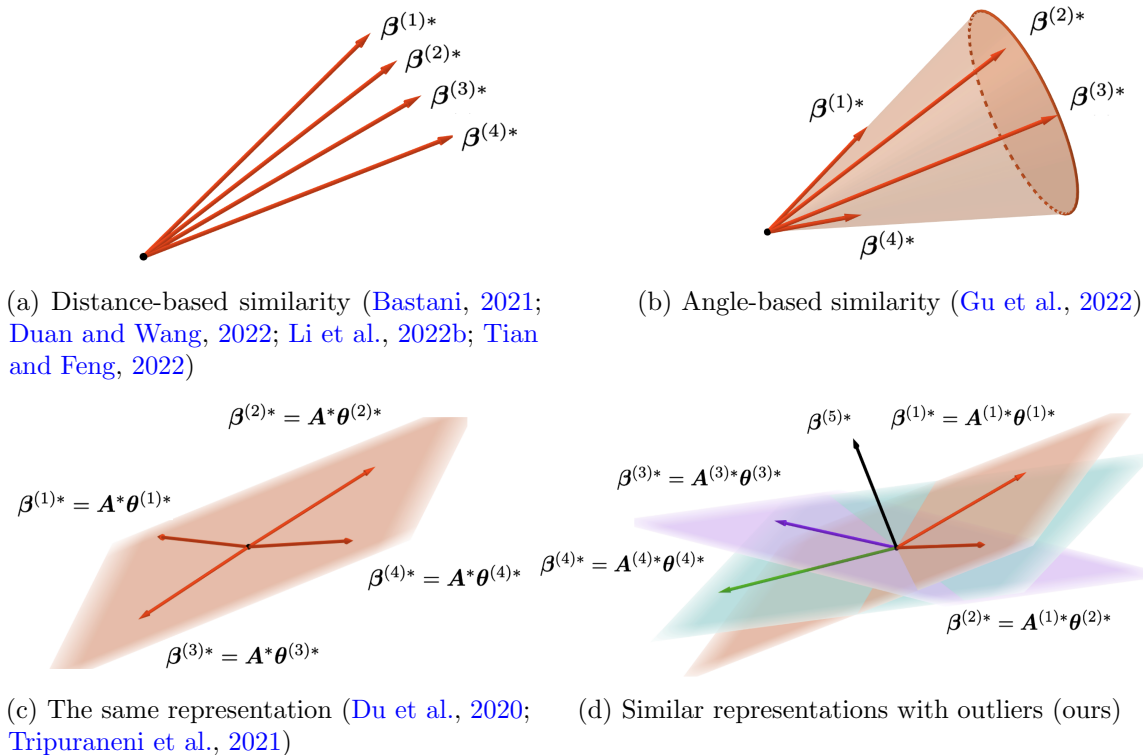 β(1)*
β(2)*
β(3)*
β(4)*
β(2)*
β(1)*
β(3)*
β(4)*
(a) Distance-based similarity (Bastani, 2021;
Duan and Wang, 2022; Li et al., 2022b; Tian
and Feng, 2022)
(b) Angle-based similarity (Gu et al., 2022)
β(2)* = A*θ(2)*
β(1)* = A*θ(1)*
β(4)* = A*θ(4)*
β(3)* = A*θ(3)*
β(5)*
β(1)* = A(1)*θ(1)*
β(3)* = A(3)*θ(3)*
β(4)* = A(4)*θ(4)*
β(2)* = A(1)*θ(2)*
(c) The same representation (Du et al., 2020;
Tripuraneni et al., 2021)
(d) Similar representations with outliers (ours)